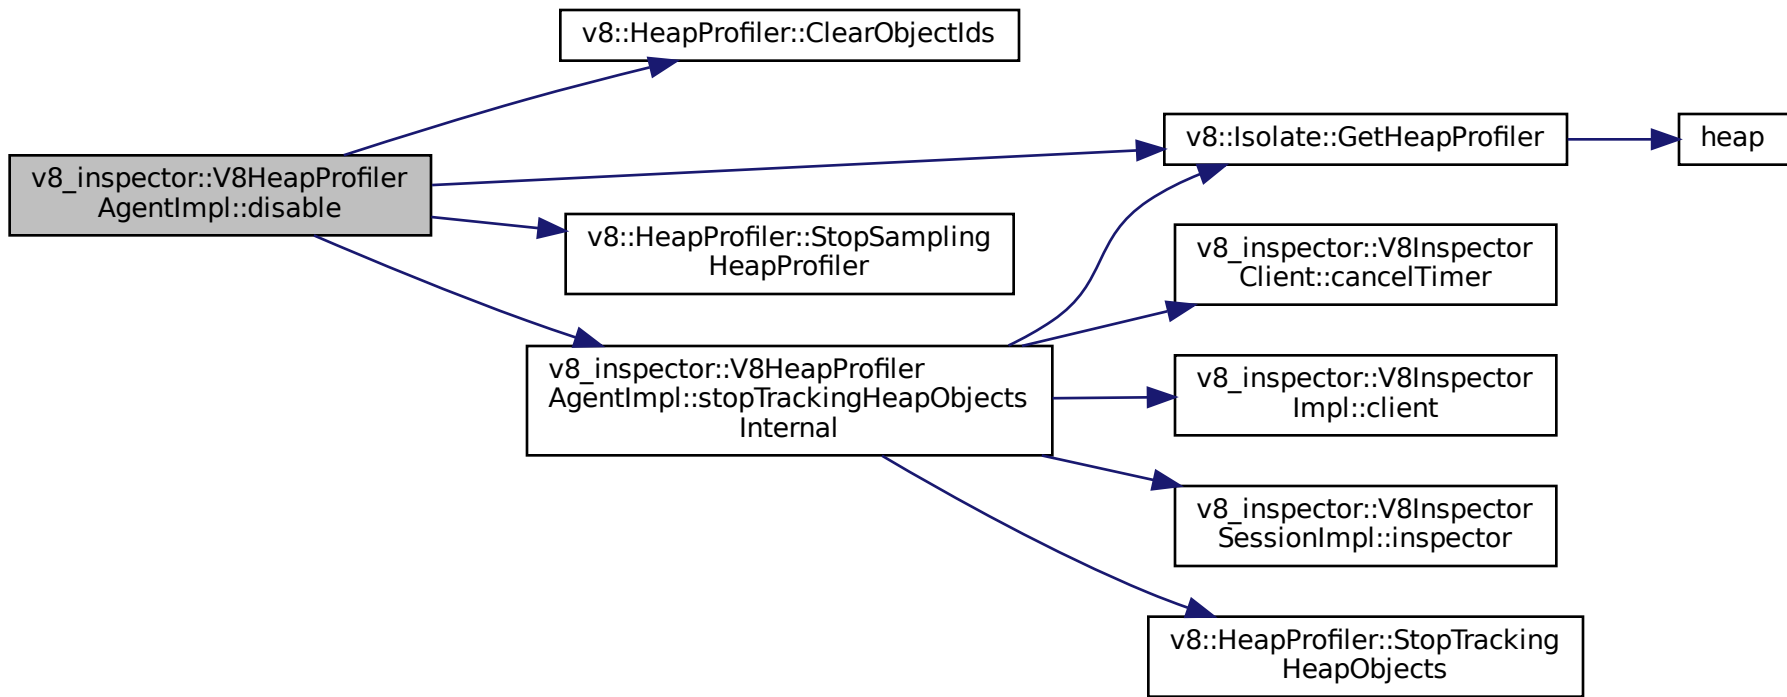 v8::HeapProfiler::ClearObjectIds
v8_inspector::V8HeapProfiler
AgentImpl::disable
v8::Isolate::GetHeapProfiler
heap
v8::HeapProfiler::StopSampling
HeapProfiler
v8_inspector::V8Inspector
Client::cancelTimer
v8_inspector::V8HeapProfiler
AgentImpl::stopTrackingHeapObjects
Internal
v8_inspector::V8Inspector
Impl::client
v8_inspector::V8Inspector
SessionImpl::inspector
v8::HeapProfiler::StopTracking
HeapObjects